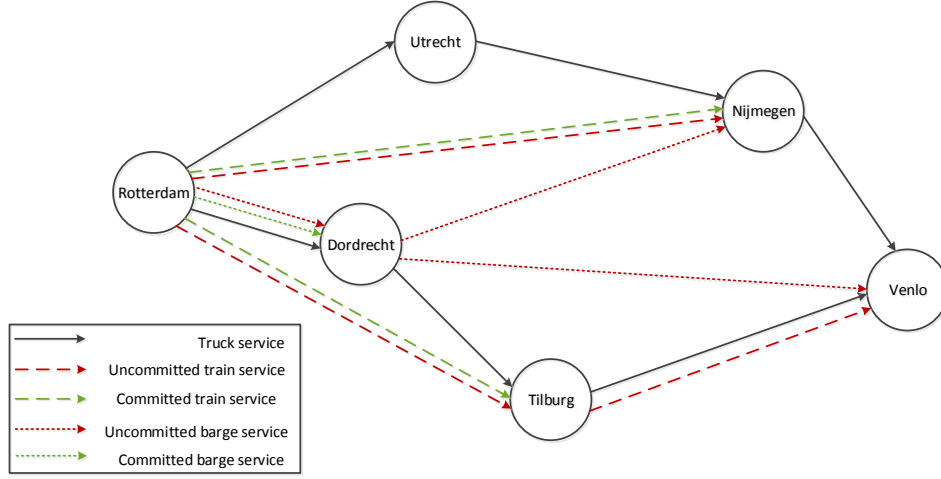 Utrecht
Nijmegen
Rotterdam
Dordrecht
Venlo
Tilburg
Truck service
Uncommitted train service
Committed train service
Uncommitted barge service
Committed barge service